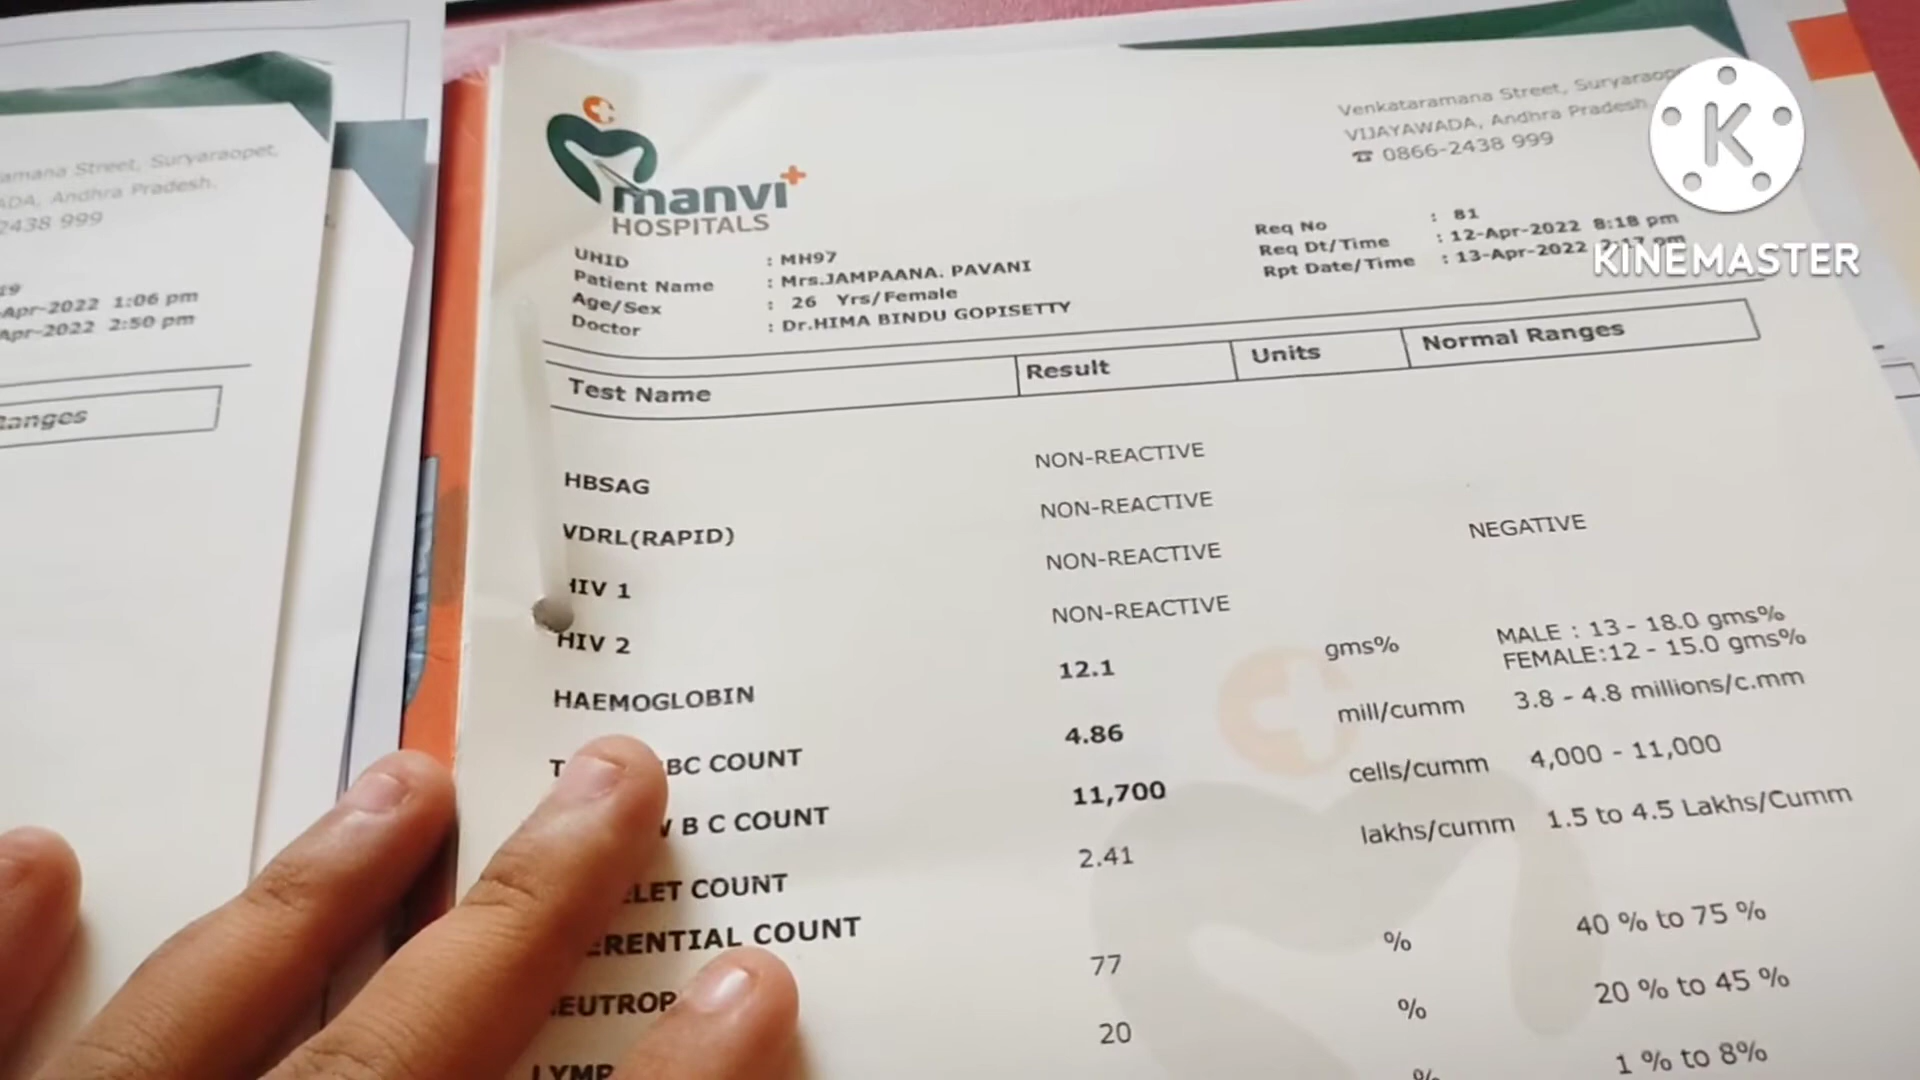 amana Street, Suryaraopet,
ADA, Andhra Pradesh.
2438 999
19
-Apr-2022 1:06 pm
Apr-2022 2:50 pm
Ranges
manvi
HOSPITALS
Venkataramana Street, Suryaraope
VIJAYAWADA, Andhra Pradesh.
☎ 0866-2438 999
K
KINEMASTER
UHID : MH97
Patient Name : Mrs.JAMPAANA. PAVANI
Age/Sex : 26 Yrs/Female
Doctor : Dr.HIMA BINDU GOPISETTY
Req No : 81
Req Dt/Time : 12-Apr-2022 8:18 pm
Rpt Date/Time : 13-Apr-2022
Test Name Result Units Normal Ranges
HBSAG NON-REACTIVE
VDRL(RAPID) NON-REACTIVE
HIV 1 NON-REACTIVE NEGATIVE
HIV 2 NON-REACTIVE
HAEMOGLOBIN 12.1 gms% MALE : 13 - 18.0 gms%
FEMALE:12 - 15.0 gms%
T BC COUNT 4.86 mill/cumm 3.8 - 4.8 millions/c.mm
W B C COUNT 11,700 cells/cumm 4,000 - 11,000
LET COUNT 2.41 lakhs/cumm 1.5 to 4.5 Lakhs/Cumm
ERENTIAL COUNT
EUTROP 77 % 40 % to 75 %
LYMP 20 % 20 % to 45 %
% 1 % to 8%